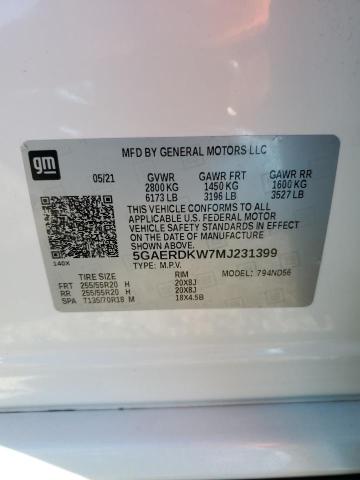 gm
MFD BY GENERAL MOTORS LLC
05/21 GVWR GAWR FRT GAWR RR
2800 KG 1450 KG 1600 KG
6173 LB 3196 LB 3527 LB
THIS VEHICLE CONFORMS TO ALL
APPLICABLE U.S. FEDERAL MOTOR
VEHICLE SAFETY STANDARDS IN
EFFECT ON THE DATE OF
MANUFACTURE SHOWN ABOVE.
5GAERDKW7MJ231399
140X TYPE: M.P.V.
TIRE SIZE RIM MODEL: 794ND56
FRT 255/55R20 H 20X8J
RR 255/55R20 H 20X8J
SPA T135/70R18 M 18X4.5B